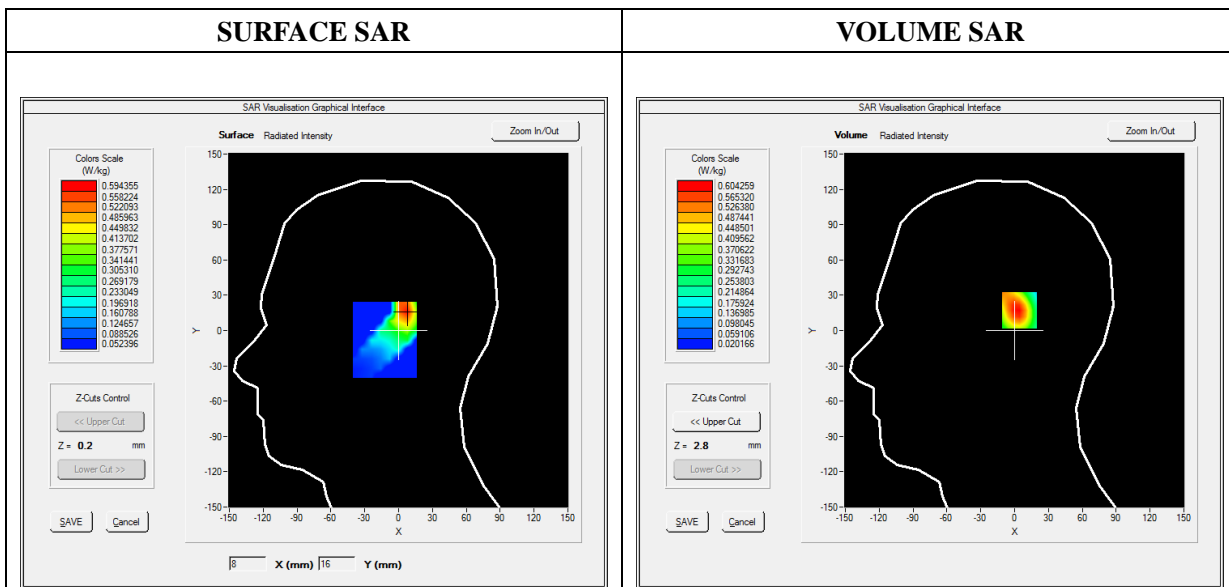 SURFACE SAR
VOLUME SAR
SAR Visualisation Graphical Interface
Surface Radiated Intensity
Zoom In/Out
Colors Scale
(W/kg)
0.594355
0.558224
0.522093
0.485963
0.449832
0.413702
0.377571
0.341441
0.305310
0.269179
0.233049
0.196918
0.160788
0.124657
0.088526
0.052396
Z-Cuts Control
<< Upper Cut
Z = 0.2 mm
Lower Cut >>
SAVE Cancel
150
120
90
60
30
0
-30
-60
-90
-120
-150
Y
-150 -120 -90 -60 -30 0 30 60 90 120 150
X
8 X (mm) 16 Y (mm)
SAR Visualisation Graphical Interface
Volume Radiated Intensity
Zoom In/Out
Colors Scale
(W/kg)
0.604259
0.565320
0.526380
0.487441
0.448501
0.409562
0.370622
0.331683
0.292743
0.253803
0.214864
0.175924
0.136985
0.098045
0.059106
0.020166
Z-Cuts Control
<< Upper Cut
Z = 2.8 mm
Lower Cut >>
SAVE Cancel
150
120
90
60
30
0
-30
-60
-90
-120
-150
Y
-150 -120 -90 -60 -30 0 30 60 90 120 150
X